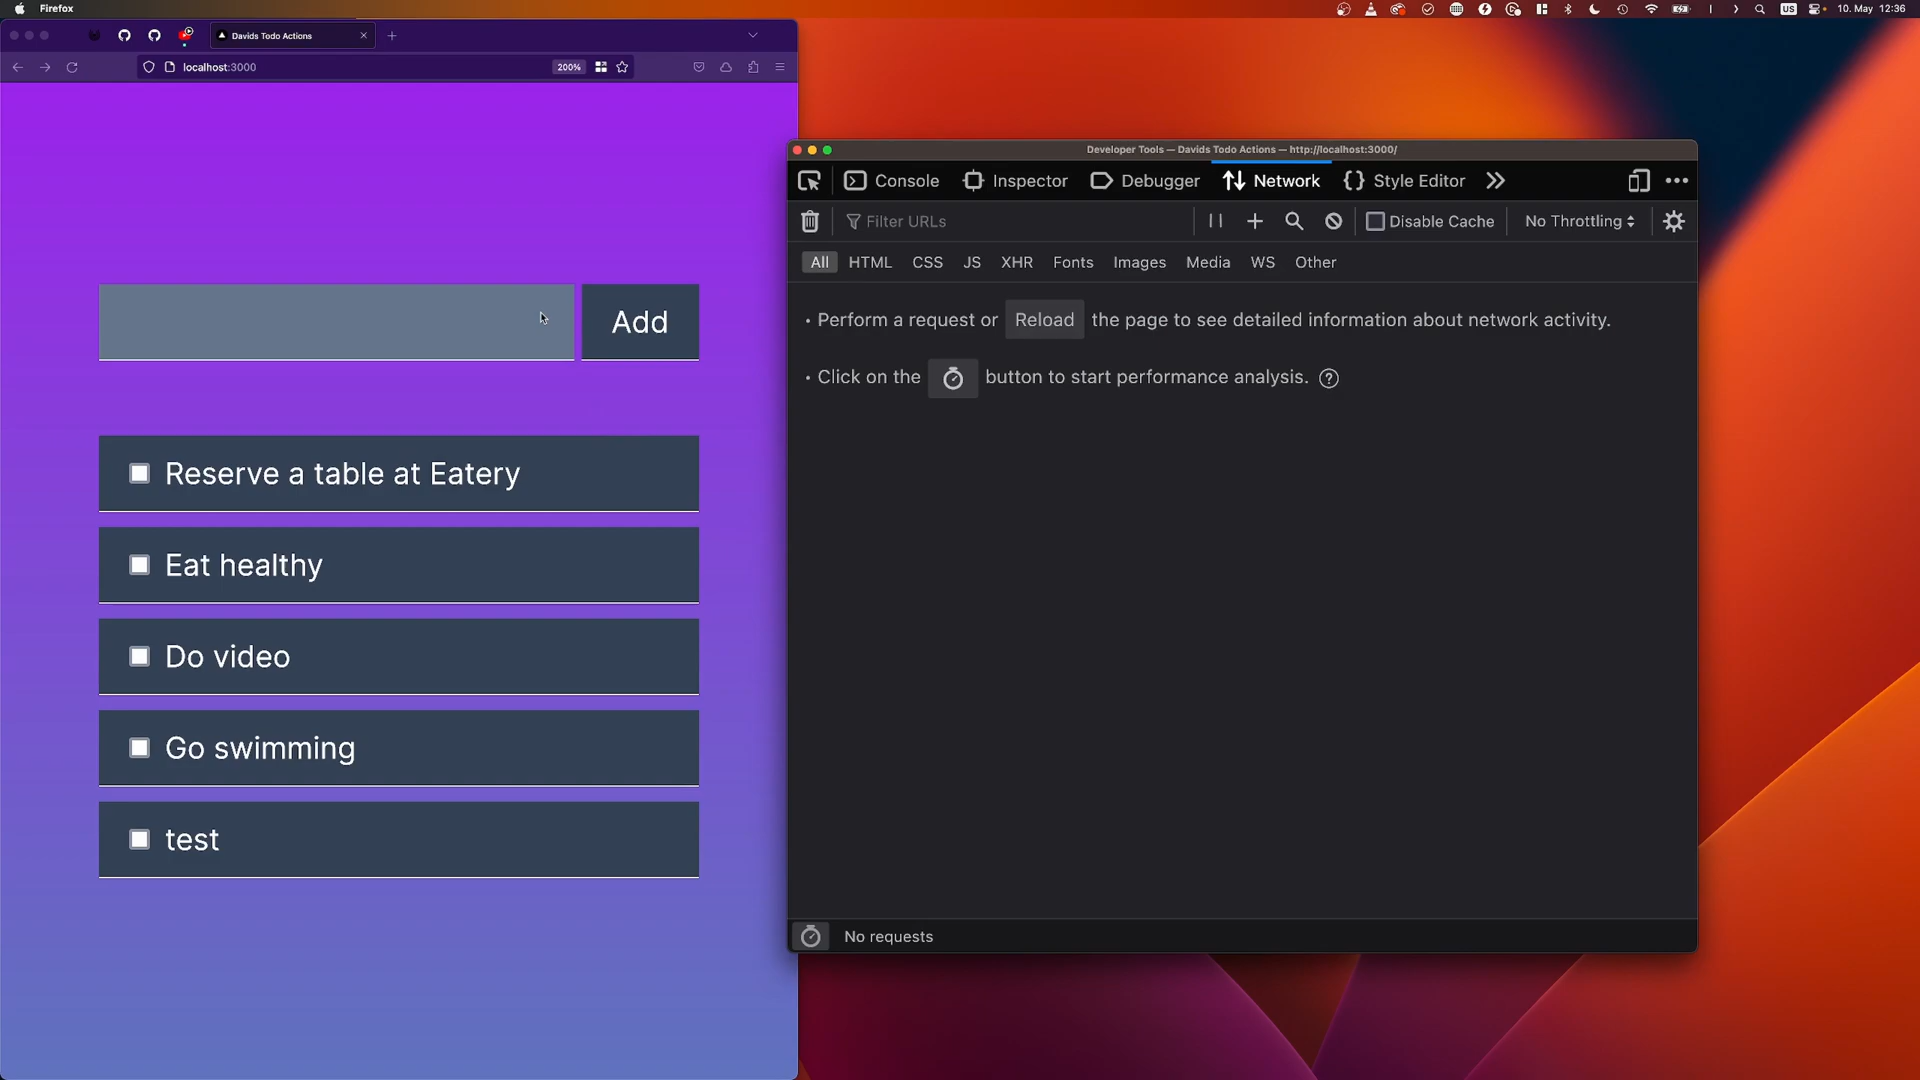 Firefox
10. May 12:36
Davids Todo Actions
localhost:3000
200%
US
Add
Reserve a table at Eatery
Eat healthy
Do video
Go swimming
test
Developer Tools — Davids Todo Actions — http://localhost:3000/
Console
Inspector
Debugger
Network
Style Editor
Filter URLs
Disable Cache
No Throttling
All
HTML
CSS
JS
XHR
Fonts
Images
Media
WS
Other
• Perform a request or Reload the page to see detailed information about network activity.
• Click on the button to start performance analysis. ?
No requests